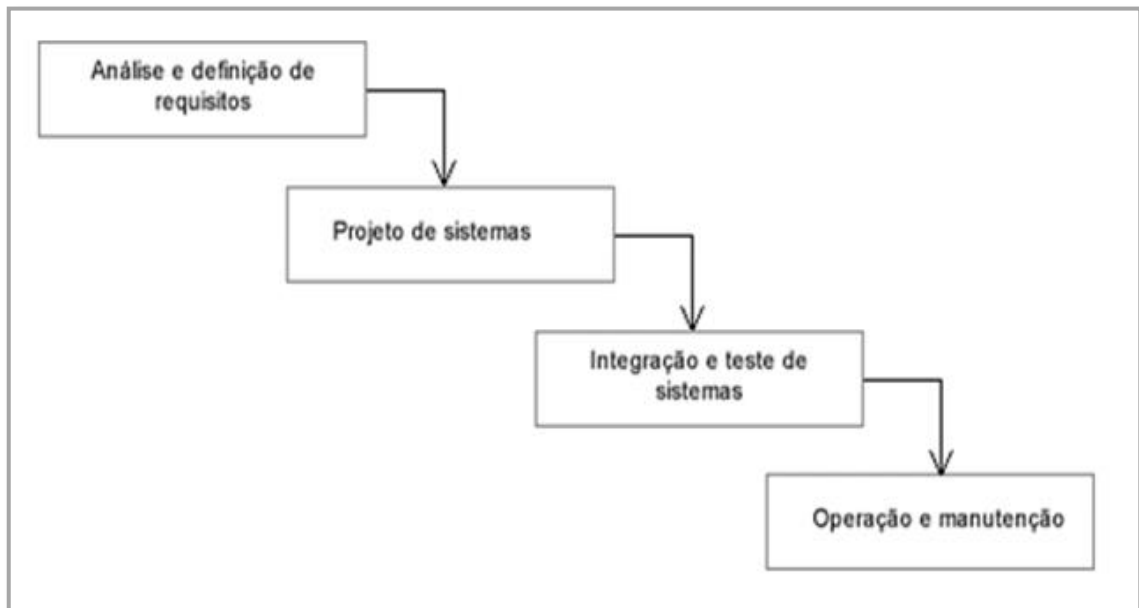 Análise e definição de
requisitos
Projeto de sistemas
Integração e teste de
sistemas
Operação e manutenção